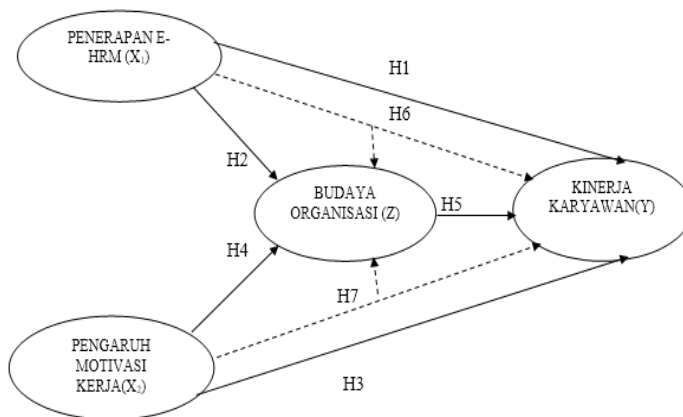 PENERAPAN E-
HRM (X₁)
H1
H6
H2
BUDAYA
ORGANISASI (Z)
H5
KINERJA
KARYAWAN(Y)
H4
H7
PENGARUH
MOTIVASI
KERJA(X₂)
H3